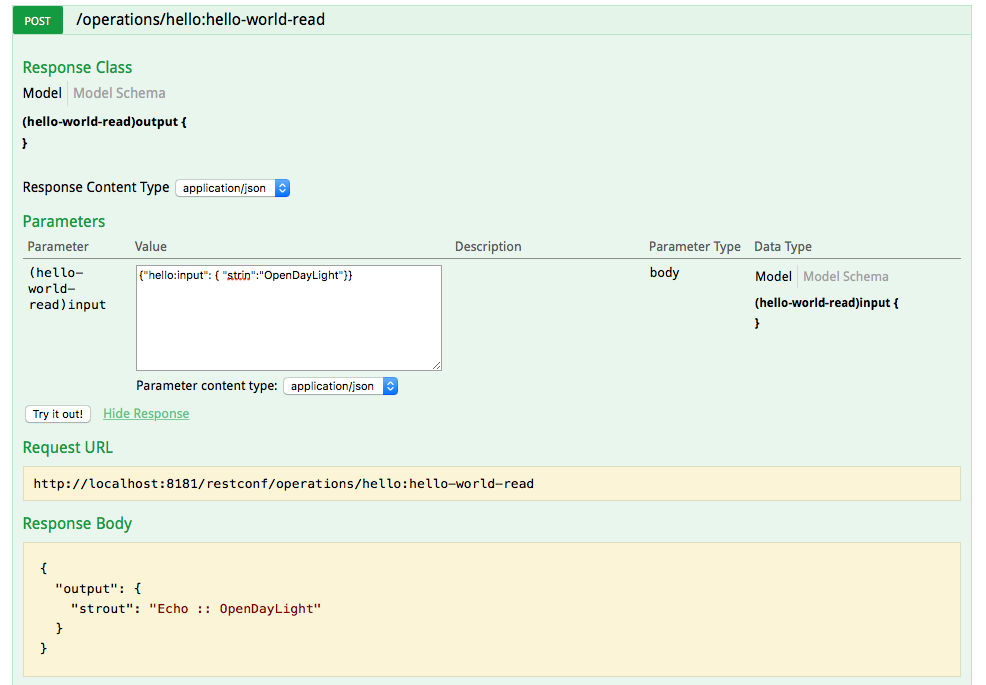 POST /operations/hello:hello-world-read
Response Class
Model Model Schema
(hello-world-read)output {
}
Response Content Type application/json
Parameters
Parameter Value Description Parameter Type Data Type
(hello-
world-
read)input
{"hello:input": { "strin":"OpenDayLight"}}
Parameter content type: application/json
body
Model Model Schema
(hello-world-read)input {
}
Try it out! Hide Response
Request URL
http://localhost:8181/restconf/operations/hello:hello-world-read
Response Body
{
  "output": {
    "strout": "Echo :: OpenDayLight"
  }
}